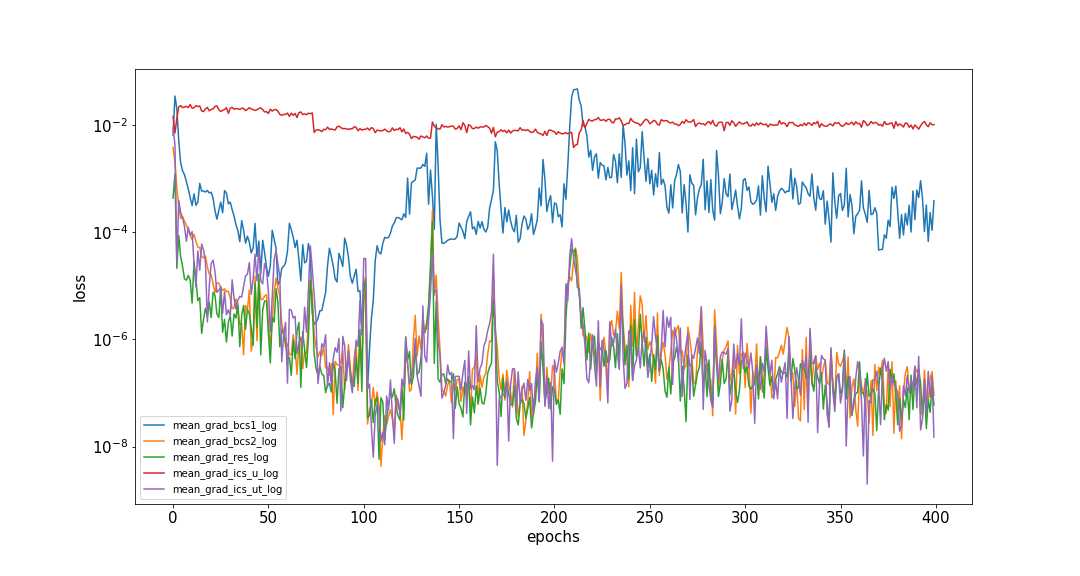 10⁻²
10⁻⁴
10⁻⁶
10⁻⁸
loss
mean_grad_bcs1_log
mean_grad_bcs2_log
mean_grad_res_log
mean_grad_ics_u_log
mean_grad_ics_ut_log
0 50 100 150 200 250 300 350 400
epochs